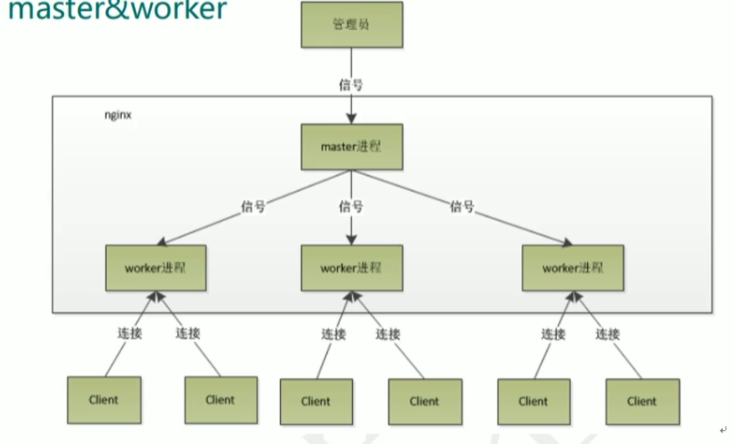 master&worker
管理员
信号
nginx
master进程
信号 信号 信号
worker进程 worker进程 worker进程
连接 连接 连接 连接 连接 连接
Client Client Client Client Client Client